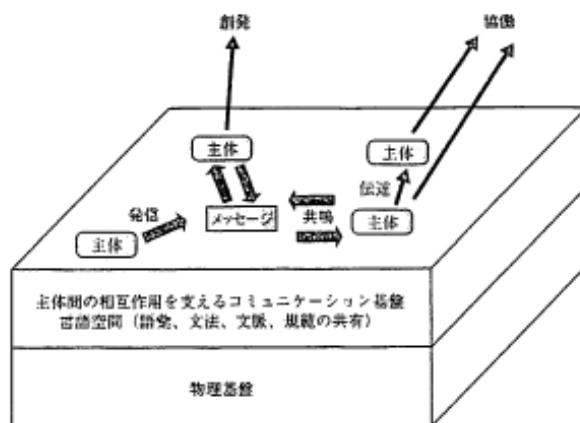 創発
協働
主体
主体
伝達
発信
メッセージ
共鳴
主体
主体
主体間の相互作用を支えるコミュニケーション基盤
言語空間（語彙、文法、文脈、規範の共有）
物理基盤